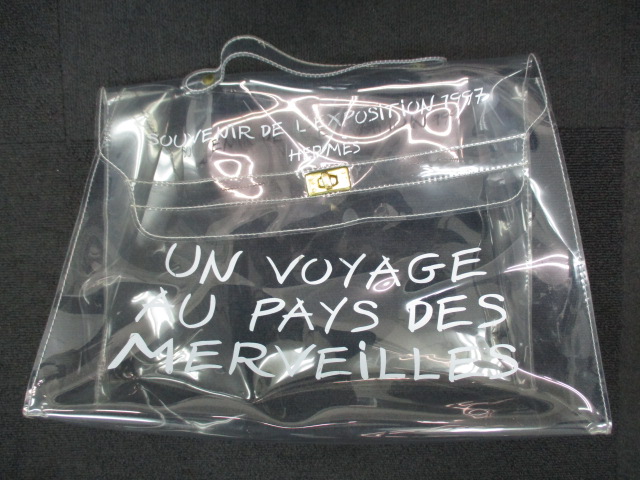 SOUVENIR DE L'EXPOSITION 1997
HERMES
UN VOYAGE
AU PAYS DES
MERVEiLLES